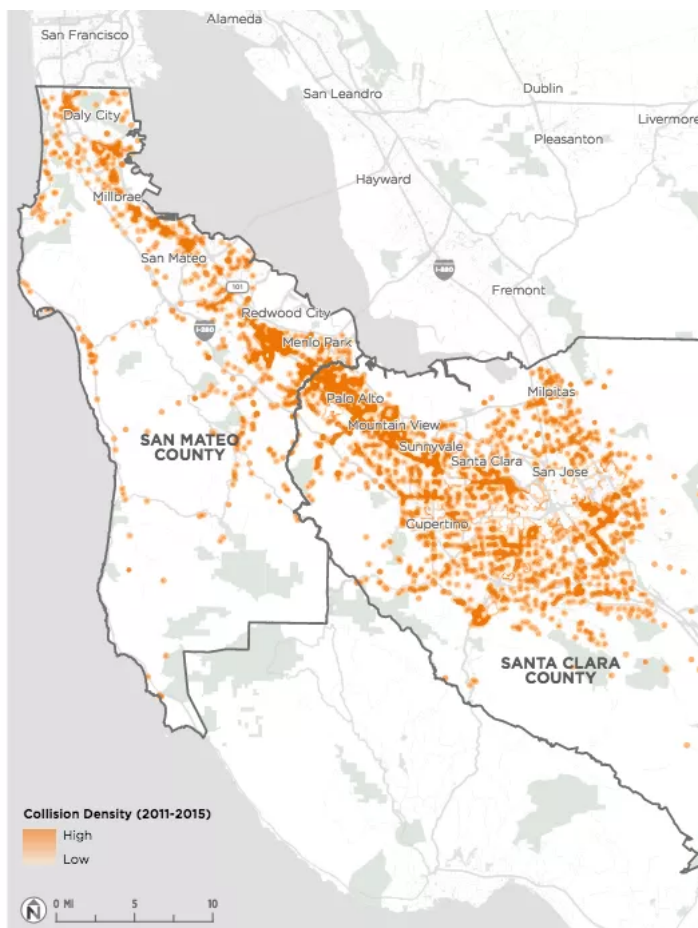 Alameda
San Francisco
San Leandro
Dublin
Livermore
Daly City
Pleasanton
Hayward
Millbrae
San Mateo
I-880
101
Fremont
Redwood City
I-280
Menlo Park
Milpitas
Palo Alto
Mountain View
Sunnyvale
SAN MATEO
COUNTY
Santa Clara
San Jose
Cupertino
SANTA CLARA
COUNTY
Collision Density (2011-2015)
High
Low
N
0 MI 5 10